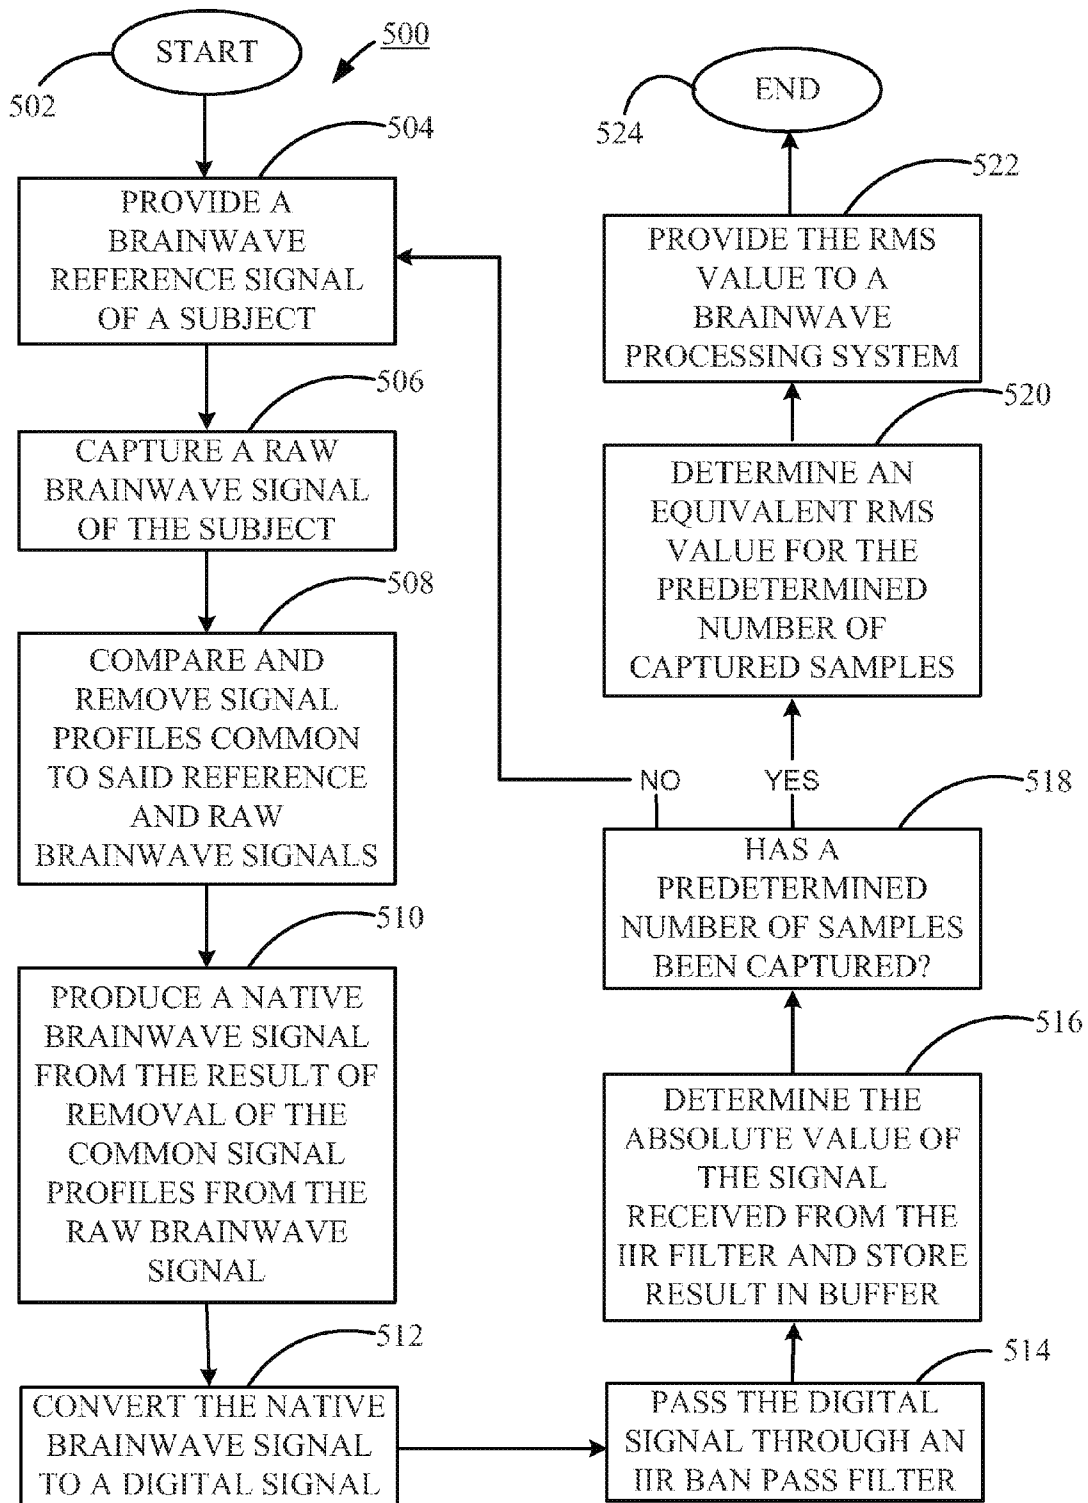 START
500
502
504
PROVIDE A
BRAINWAVE
REFERENCE SIGNAL
OF A SUBJECT
506
CAPTURE A RAW
BRAINWAVE SIGNAL
OF THE SUBJECT
508
COMPARE AND
REMOVE SIGNAL
PROFILES COMMON
TO SAID REFERENCE
AND RAW
BRAINWAVE SIGNALS
510
PRODUCE A NATIVE
BRAINWAVE SIGNAL
FROM THE RESULT OF
REMOVAL OF THE
COMMON SIGNAL
PROFILES FROM THE
RAW BRAINWAVE
SIGNAL
512
CONVERT THE NATIVE
BRAINWAVE SIGNAL
TO A DIGITAL SIGNAL
514
PASS THE DIGITAL
SIGNAL THROUGH AN
IIR BAN PASS FILTER
516
DETERMINE THE
ABSOLUTE VALUE OF
THE SIGNAL
RECEIVED FROM THE
IIR FILTER AND STORE
RESULT IN BUFFER
518
HAS A
PREDETERMINED
NUMBER OF SAMPLES
BEEN CAPTURED?
NO
YES
520
DETERMINE AN
EQUIVALENT RMS
VALUE FOR THE
PREDETERMINED
NUMBER OF
CAPTURED SAMPLES
522
PROVIDE THE RMS
VALUE TO A
BRAINWAVE
PROCESSING SYSTEM
524
END